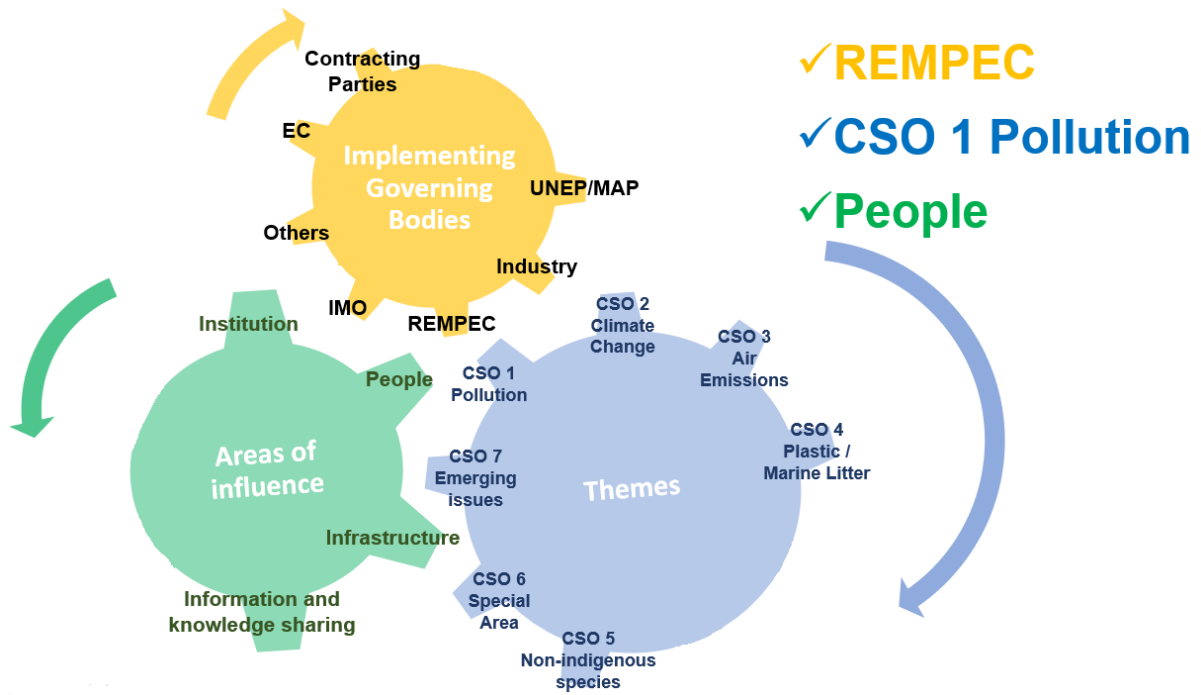 ✓REMPEC
✓CSO 1 Pollution
✓People
Contracting
Parties
EC
Others
IMO
REMPEC
Industry
UNEP/MAP
Implementing
Governing
Bodies
Institution
People
Infrastructure
Information and
knowledge sharing
Areas of
influence
CSO 1
Pollution
CSO 2
Climate
Change
CSO 3
Air
Emissions
CSO 4
Plastic /
Marine Litter
CSO 5
Non-indigenous
species
CSO 6
Special
Area
CSO 7
Emerging
issues
Themes